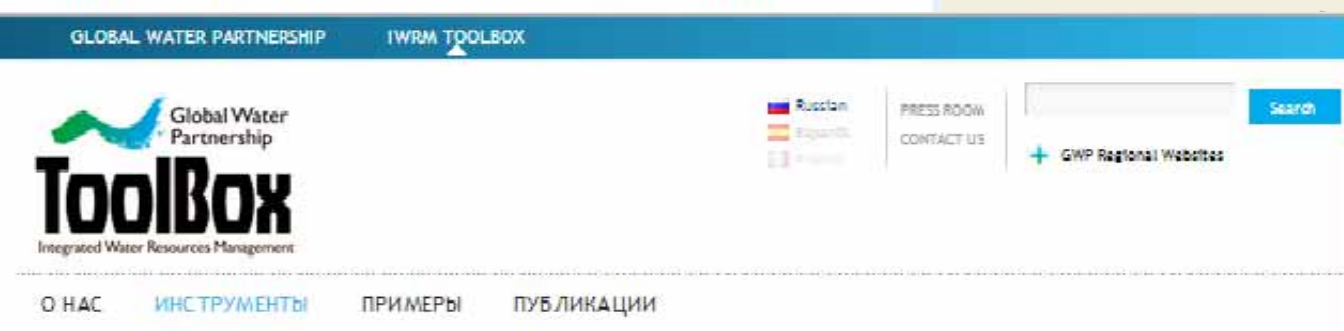 GLOBAL WATER PARTNERSHIP IWRM TOOLBOX
Global Water
Partnership
ToolBox
Integrated Water Resources Management
Russian
PRESS ROOM
CONTACT US
Search
GWP Regional Websites
О НАС ИНСТРУМЕНТЫ ПРИМЕРЫ ПУБЛИКАЦИИ